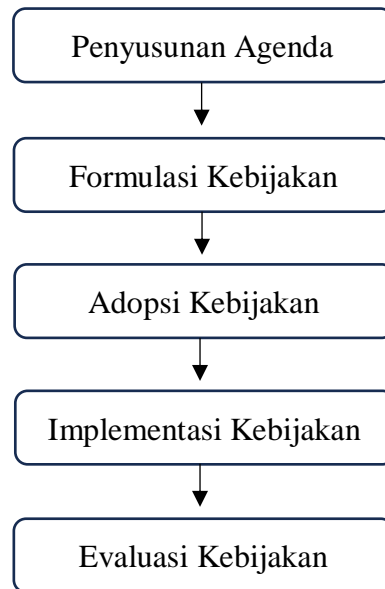 Penyusunan Agenda
Formulasi Kebijakan
Adopsi Kebijakan
Implementasi Kebijakan
Evaluasi Kebijakan